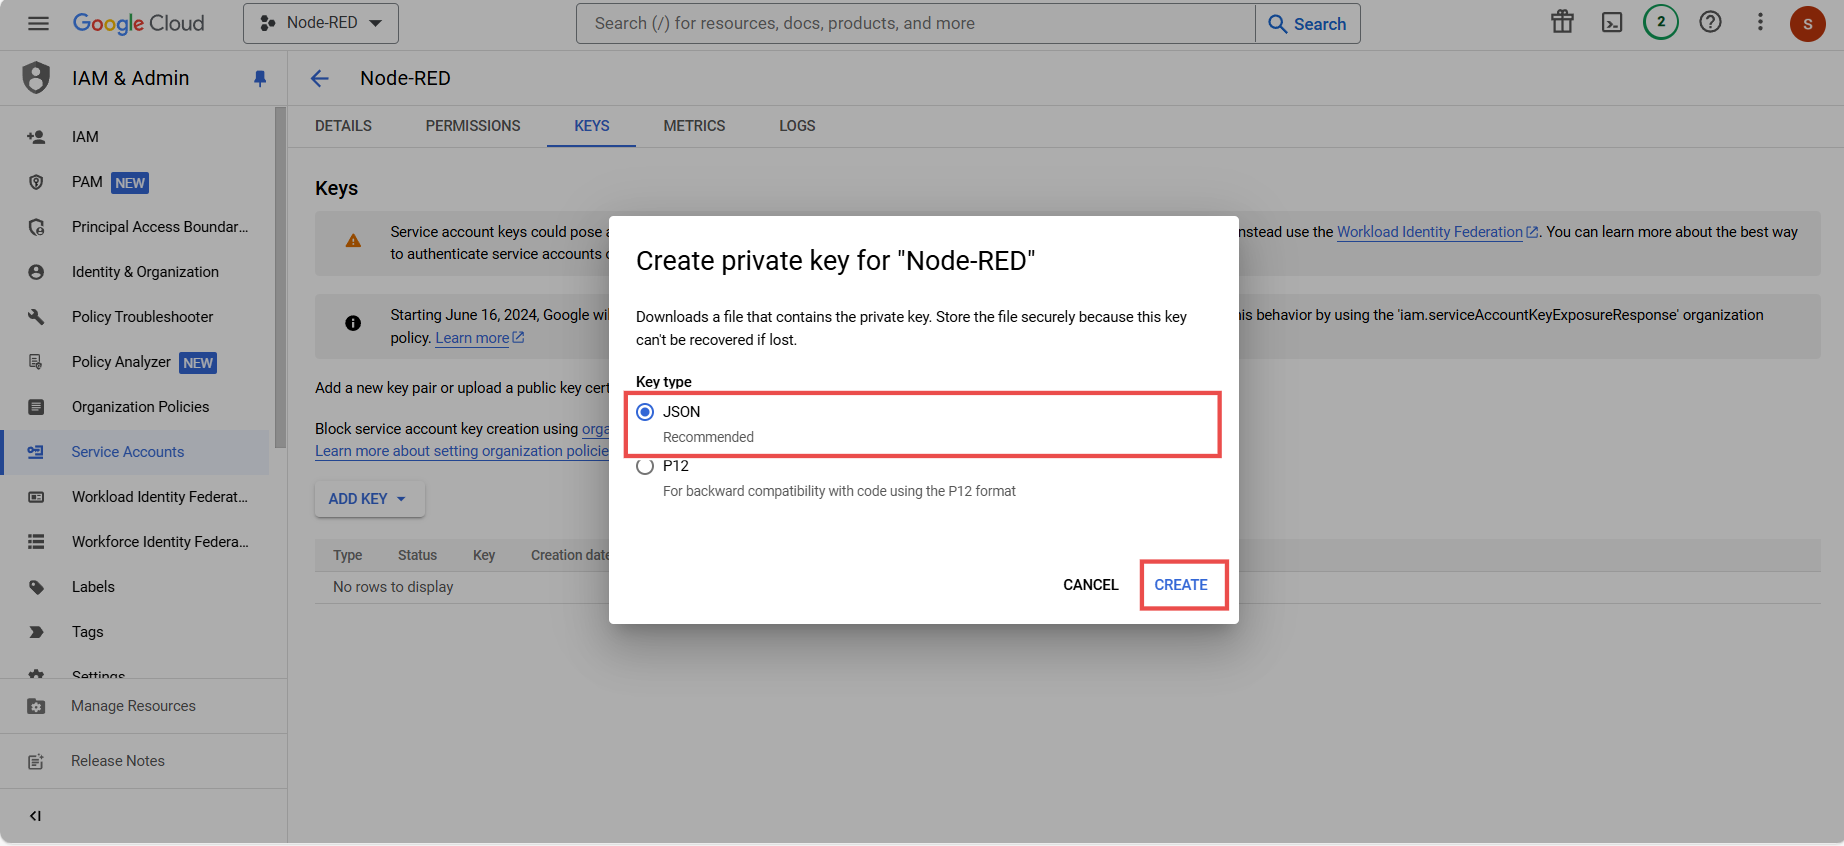 Google Cloud
Node-RED
Search (/) for resources, docs, products, and more
Search
2
S
IAM & Admin
Node-RED
DETAILS
PERMISSIONS
KEYS
METRICS
LOGS
IAM
PAM NEW
Principal Access Boundar...
Identity & Organization
Policy Troubleshooter
Policy Analyzer NEW
Organization Policies
Service Accounts
Workload Identity Federat...
Workforce Identity Federa...
Labels
Tags
Settings
Manage Resources
Release Notes
Keys
Service account keys could pose a
nstead use the Workload Identity Federation. You can learn more about the best way
to authenticate service accounts
Starting June 16, 2024, Google wi
is behavior by using the 'iam.serviceAccountKeyExposureResponse' organization
policy. Learn more
Add a new key pair or upload a public key cert
Block service account key creation using orga
Learn more about setting organization policie
ADD KEY
Type Status Key Creation date
No rows to display
Create private key for "Node-RED"
Downloads a file that contains the private key. Store the file securely because this key
can't be recovered if lost.
Key type
JSON
Recommended
P12
For backward compatibility with code using the P12 format
CANCEL
CREATE